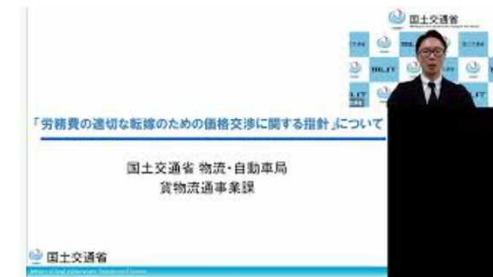 国土交通省
「労務費の適切な転嫁のための価格交渉に関する指針」について
国土交通省 物流・自動車局
貨物流通事業課
国土交通省